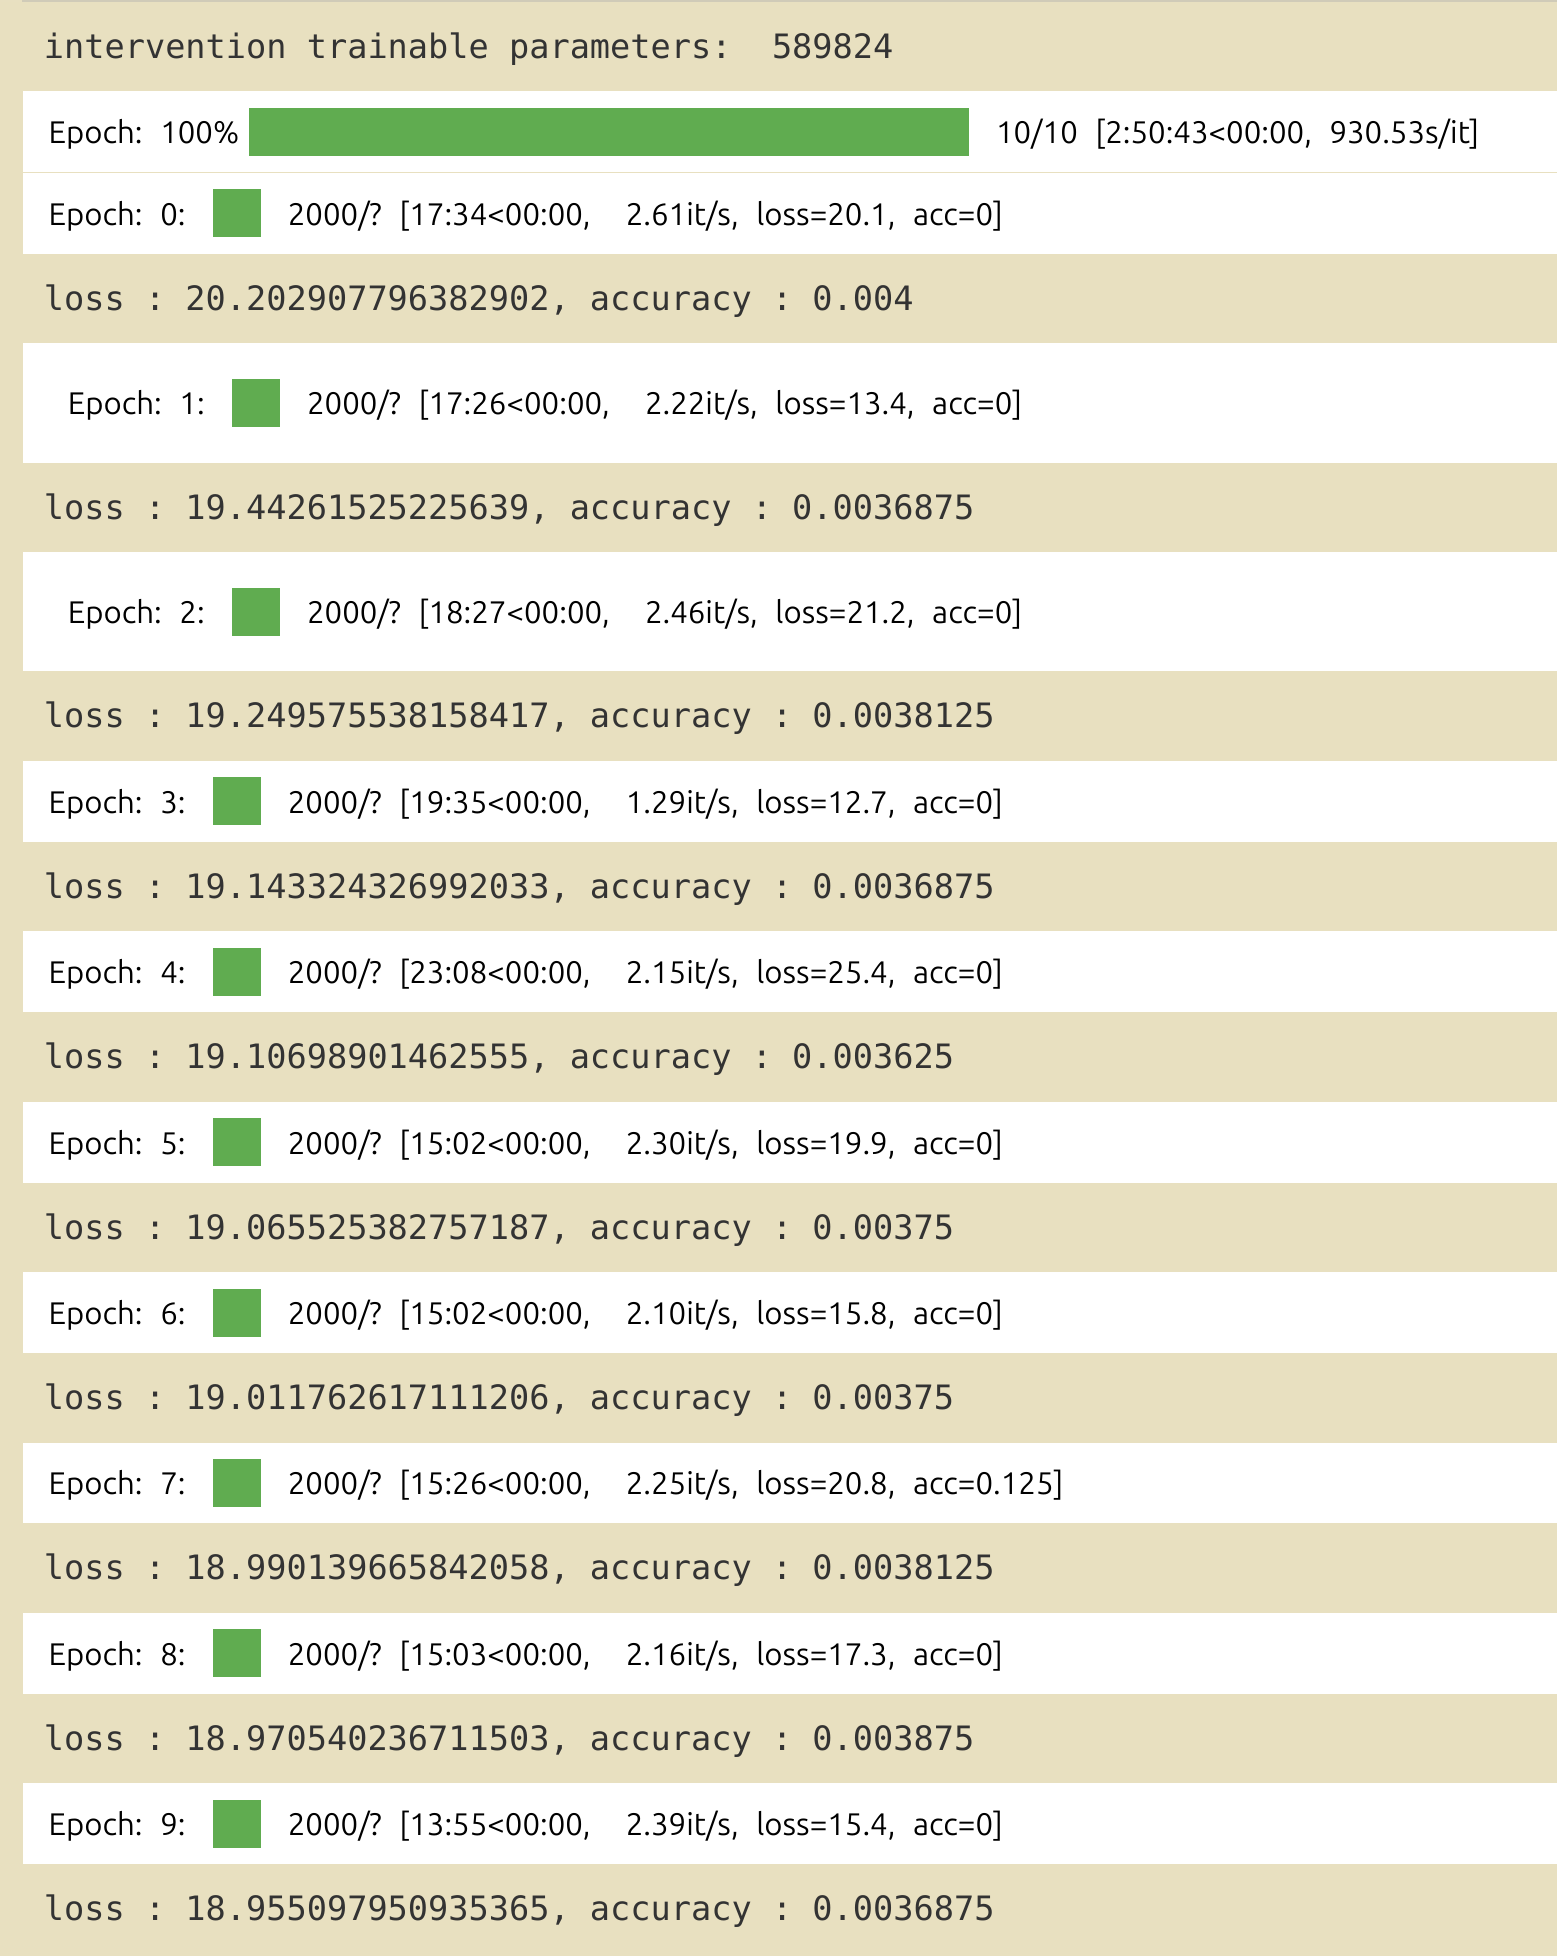 intervention trainable parameters:  589824
Epoch: 100% 10/10 [2:50:43<00:00, 930.53s/it]
Epoch: 0: 2000/? [17:34<00:00, 2.61it/s, loss=20.1, acc=0]
loss : 20.202907796382902, accuracy : 0.004
Epoch: 1: 2000/? [17:26<00:00, 2.22it/s, loss=13.4, acc=0]
loss : 19.44261525225639, accuracy : 0.0036875
Epoch: 2: 2000/? [18:27<00:00, 2.46it/s, loss=21.2, acc=0]
loss : 19.249575538158417, accuracy : 0.0038125
Epoch: 3: 2000/? [19:35<00:00, 1.29it/s, loss=12.7, acc=0]
loss : 19.143324326992033, accuracy : 0.0036875
Epoch: 4: 2000/? [23:08<00:00, 2.15it/s, loss=25.4, acc=0]
loss : 19.10698901462555, accuracy : 0.003625
Epoch: 5: 2000/? [15:02<00:00, 2.30it/s, loss=19.9, acc=0]
loss : 19.065525382757187, accuracy : 0.00375
Epoch: 6: 2000/? [15:02<00:00, 2.10it/s, loss=15.8, acc=0]
loss : 19.011762617111206, accuracy : 0.00375
Epoch: 7: 2000/? [15:26<00:00, 2.25it/s, loss=20.8, acc=0.125]
loss : 18.990139665842058, accuracy : 0.0038125
Epoch: 8: 2000/? [15:03<00:00, 2.16it/s, loss=17.3, acc=0]
loss : 18.970540236711503, accuracy : 0.003875
Epoch: 9: 2000/? [13:55<00:00, 2.39it/s, loss=15.4, acc=0]
loss : 18.955097950935365, accuracy : 0.0036875